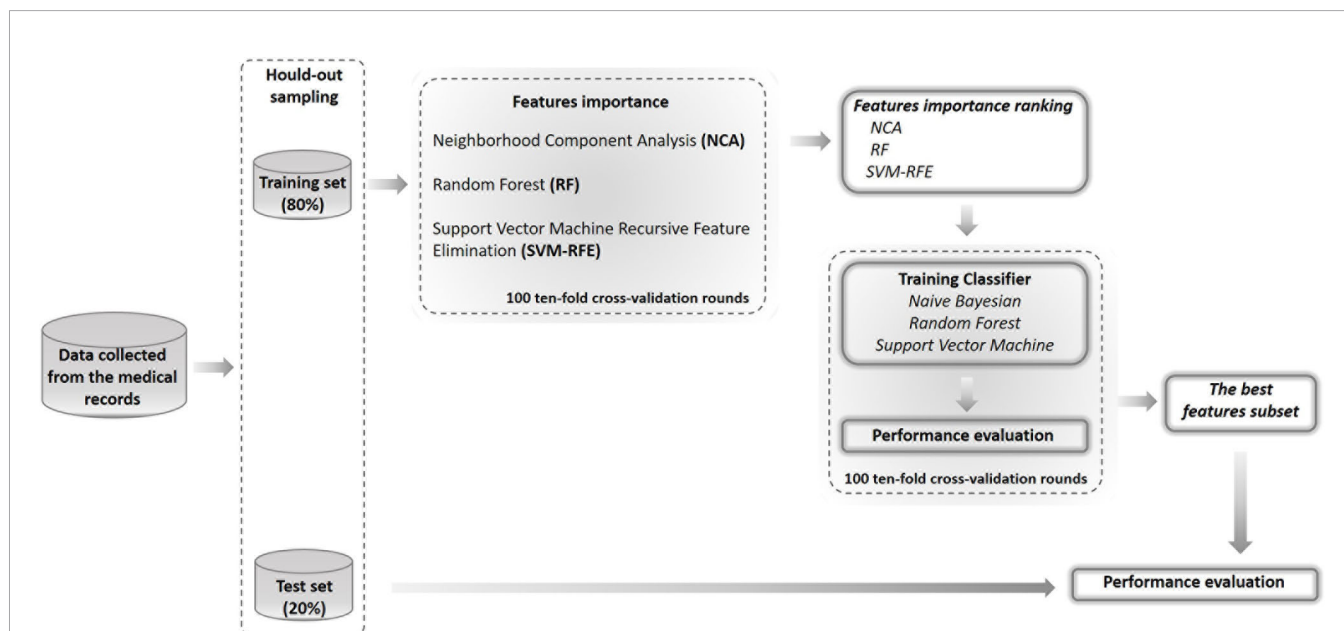 Hould-out
sampling
Training set
(80%)
Data collected
from the medical
records
Test set
(20%)
Features importance
Neighborhood Component Analysis (NCA)
Random Forest (RF)
Support Vector Machine Recursive Feature
Elimination (SVM-RFE)
100 ten-fold cross-validation rounds
Features importance ranking
NCA
RF
SVM-RFE
Training Classifier
Naive Bayesian
Random Forest
Support Vector Machine
Performance evaluation
100 ten-fold cross-validation rounds
The best
features subset
Performance evaluation